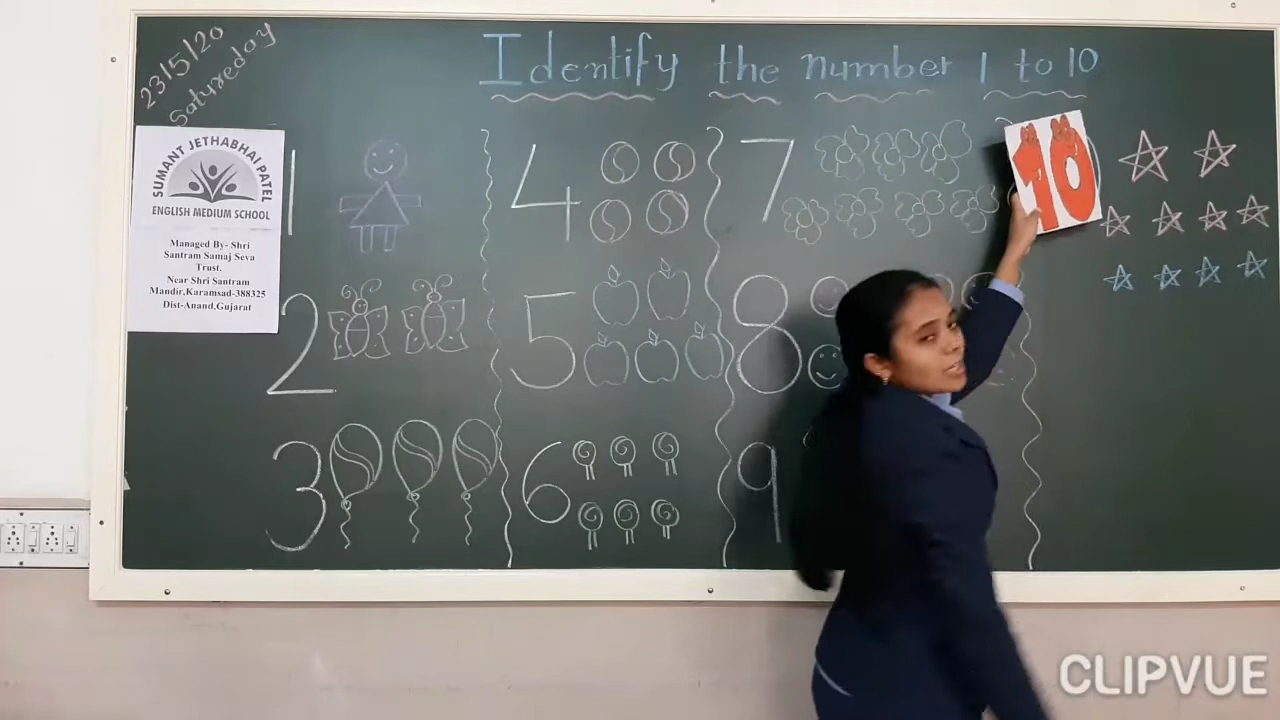 23/5/20
Satureday
Identify the number 1 to 10
SUMANT JETHABHAI PATEL
ENGLISH MEDIUM SCHOOL
Managed By- Shri
Santram Samaj Seva
Trust.
Near Shri Santram
Mandir,Karamsad-388325
Dist-Anand,Gujarat
1
2
3
4
5
6
7
8
9
10
CLIPVUE